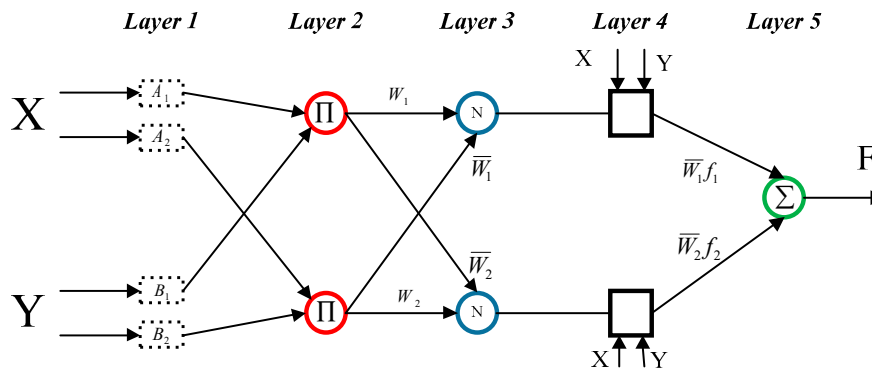 Layer 1 Layer 2 Layer 3 Layer 4 Layer 5
X Y
X A₁ Π W₁ N
A₂
W̅₁ W̅₁f₁ F
Σ
W̅₂ W̅₂f₂
Y B₁ Π W₂ N
B₂
X Y